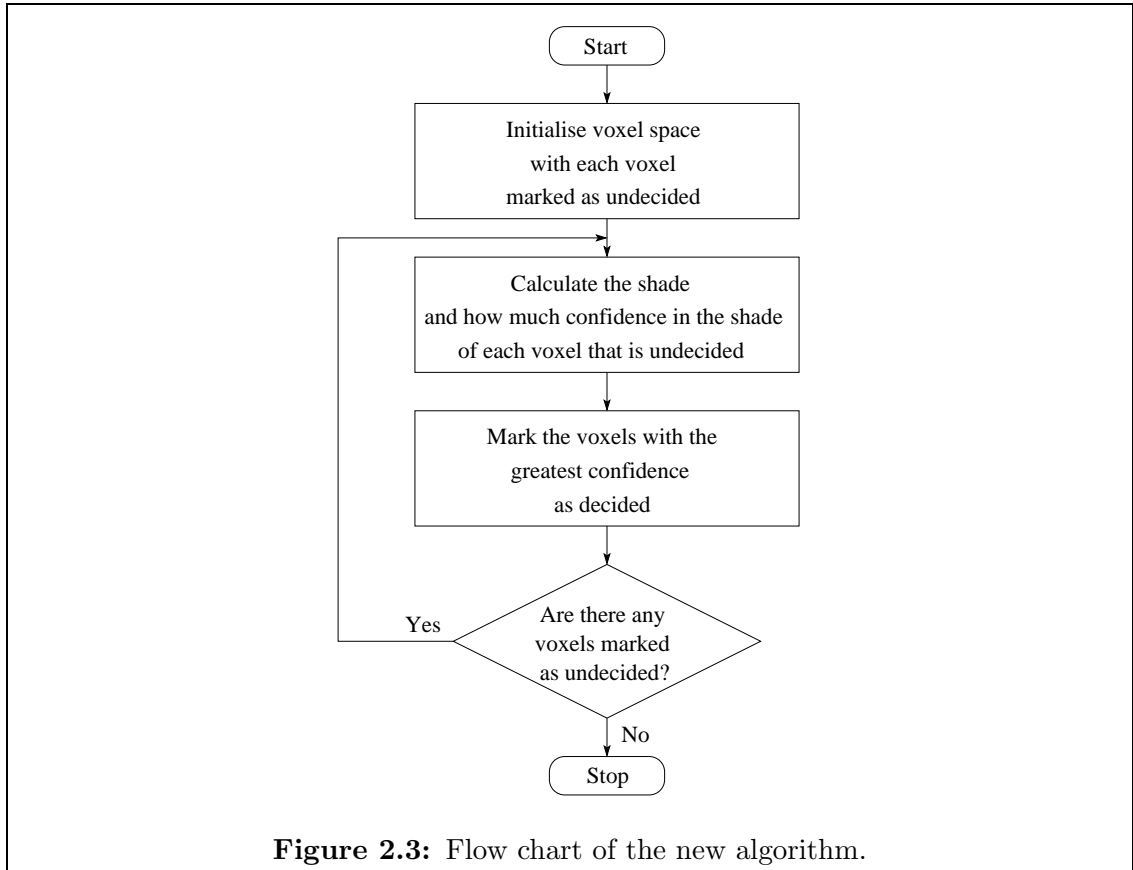 Start
Initialise voxel space
with each voxel
marked as undecided
Calculate the shade
and how much confidence in the shade
of each voxel that is undecided
Mark the voxels with the
greatest confidence
as decided
Are there any
voxels marked
as undecided?
Yes
No
Stop
Figure 2.3: Flow chart of the new algorithm.